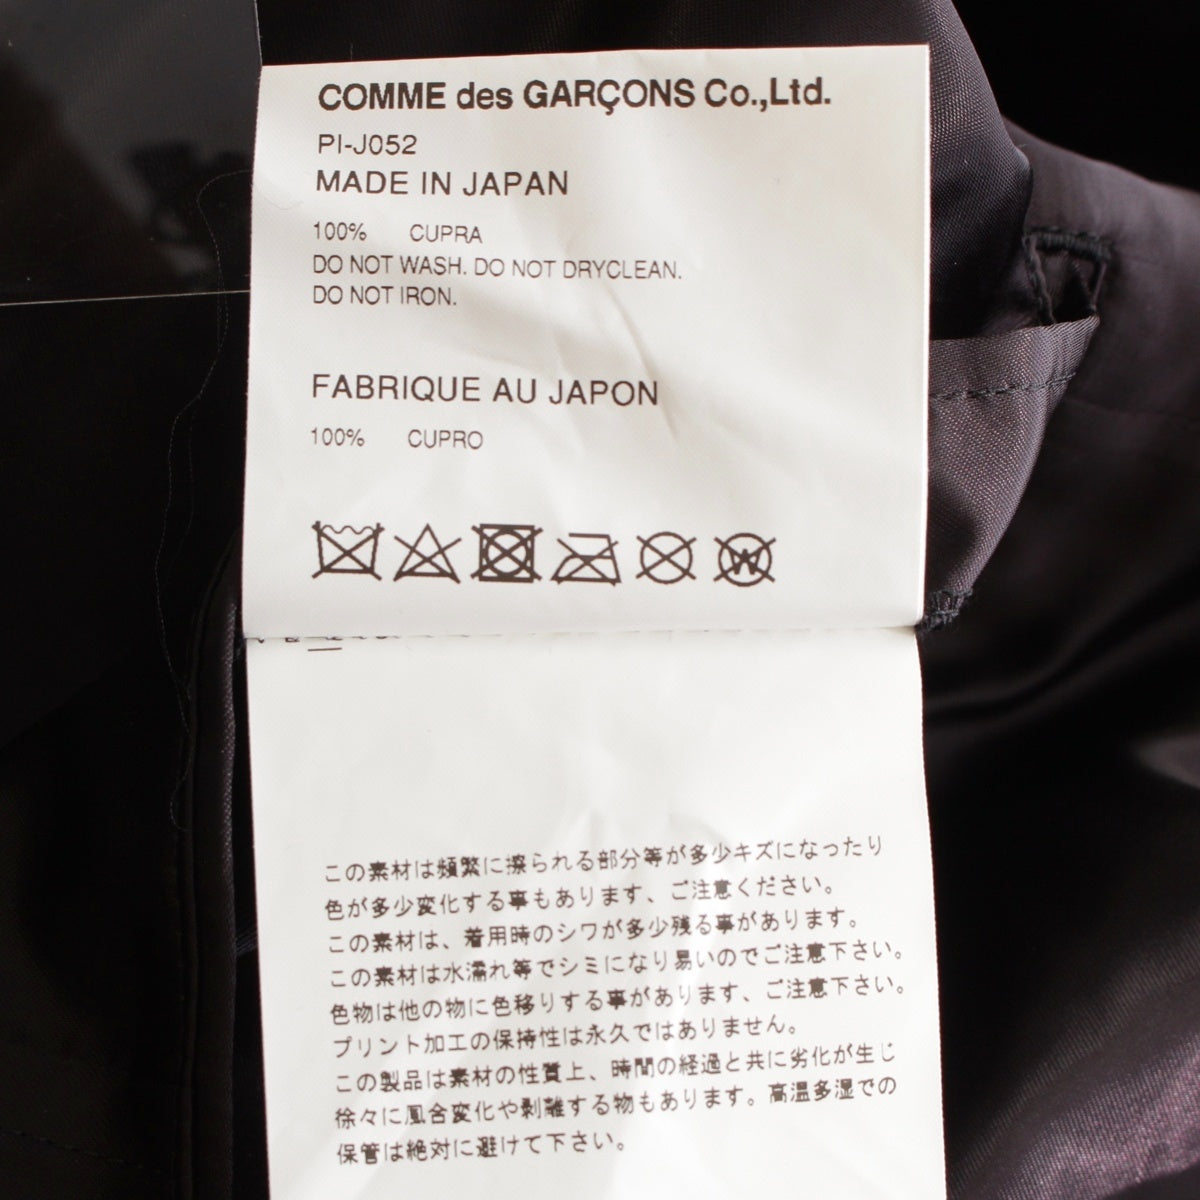 COMME des GARÇONS Co.,Ltd.
PI-J052
MADE IN JAPAN
100% CUPRA
DO NOT WASH. DO NOT DRYCLEAN.
DO NOT IRON.
FABRIQUE AU JAPON
100% CUPRO
W
この素材は頻繁に擦られる部分等が多少キズになったり
色が多少変化する事もあります、ご注意ください。
この素材は、着用時のシワが多少残る事があります。
この素材は水濡れ等でシミになり易いのでご注意下さい。
色物は他の物に色移りする事があります、ご注意下さい。
プリント加工の保持性は永久ではありません。
この製品は素材の性質上、時間の経過と共に劣化が生じ
徐々に風合変化や剥離する物もあります。高温多湿での
保管は絶対に避けて下さい。